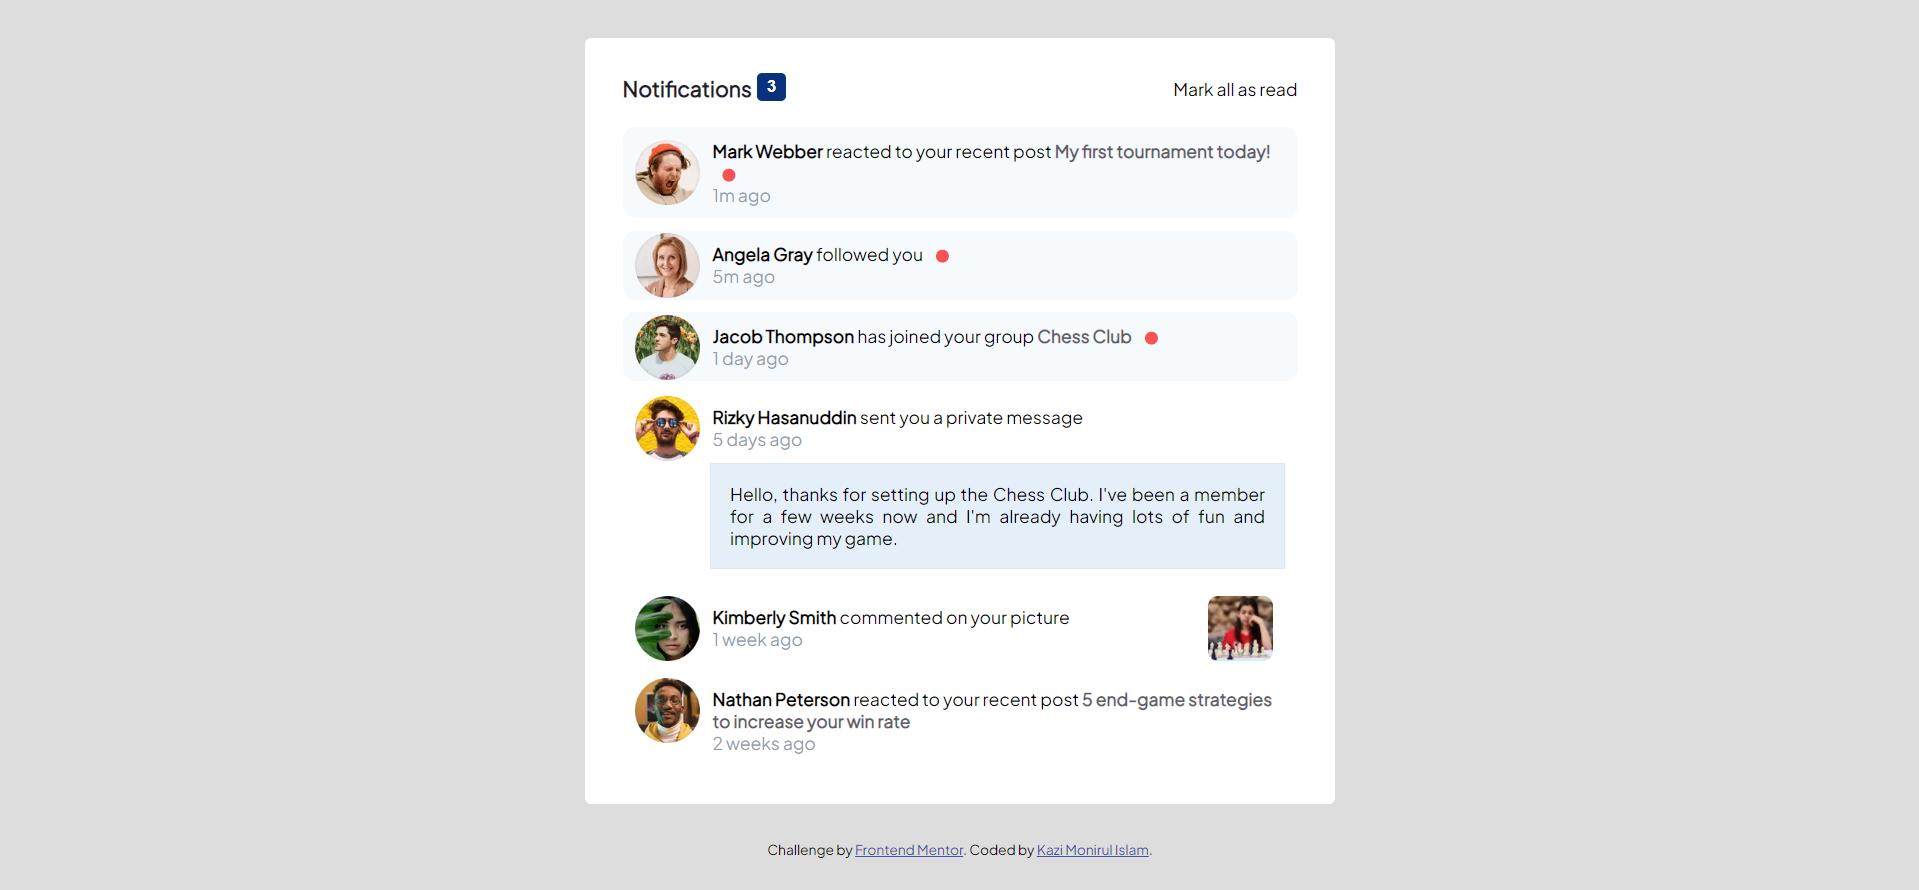 Notifications 3
Mark all as read
Mark Webber reacted to your recent post My first tournament today!
1m ago
Angela Gray followed you
5m ago
Jacob Thompson has joined your group Chess Club
1 day ago
Rizky Hasanuddin sent you a private message
5 days ago
Hello, thanks for setting up the Chess Club. I've been a member
for a few weeks now and I'm already having lots of fun and
improving my game.
Kimberly Smith commented on your picture
1 week ago
Nathan Peterson reacted to your recent post 5 end-game strategies
to increase your win rate
2 weeks ago
Challenge by Frontend Mentor. Coded by Kazi Monirul Islam.